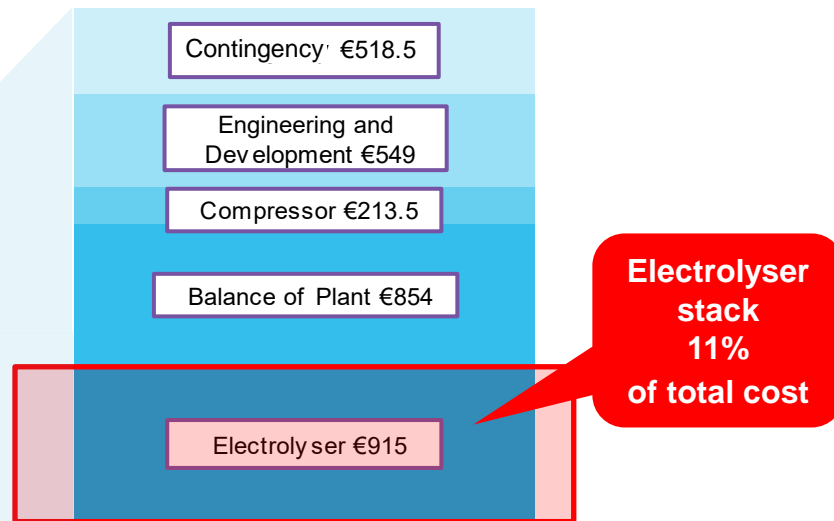 Contingency €518.5
Engineering and
Development €549
Compressor €213.5
Balance of Plant €854
Electrolyser €915
Electrolyser
stack
11%
of total cost